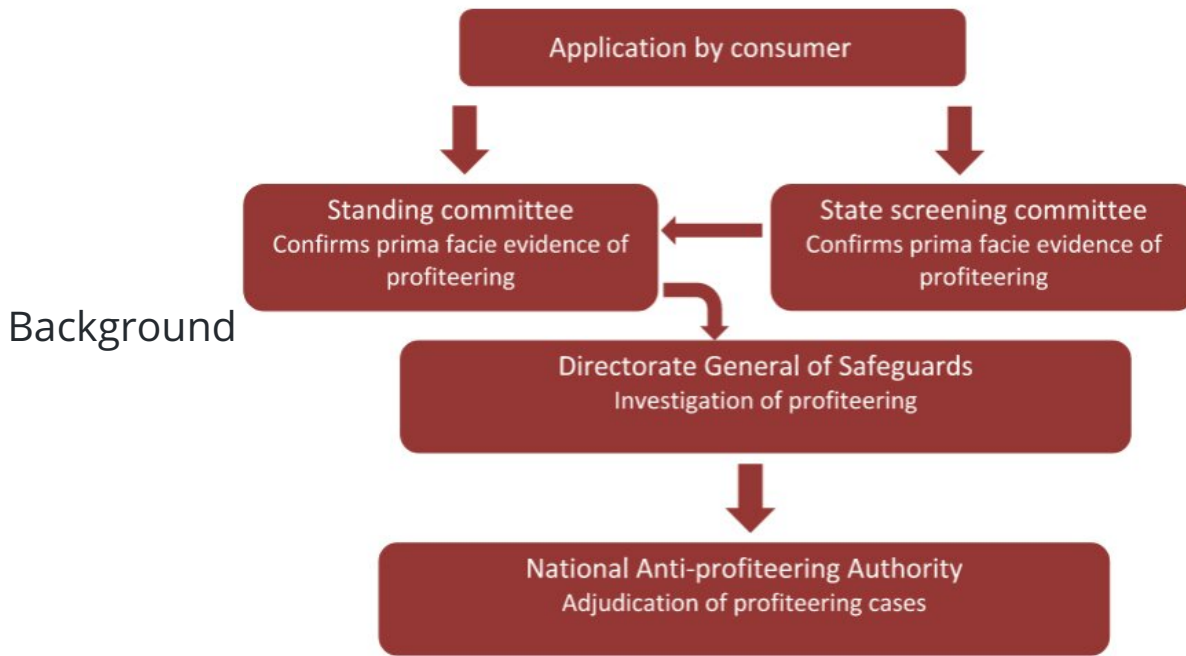 Application by consumer
Standing committee
Confirms prima facie evidence of
profiteering
State screening committee
Confirms prima facie evidence of
profiteering
Background
Directorate General of Safeguards
Investigation of profiteering
National Anti-profiteering Authority
Adjudication of profiteering cases